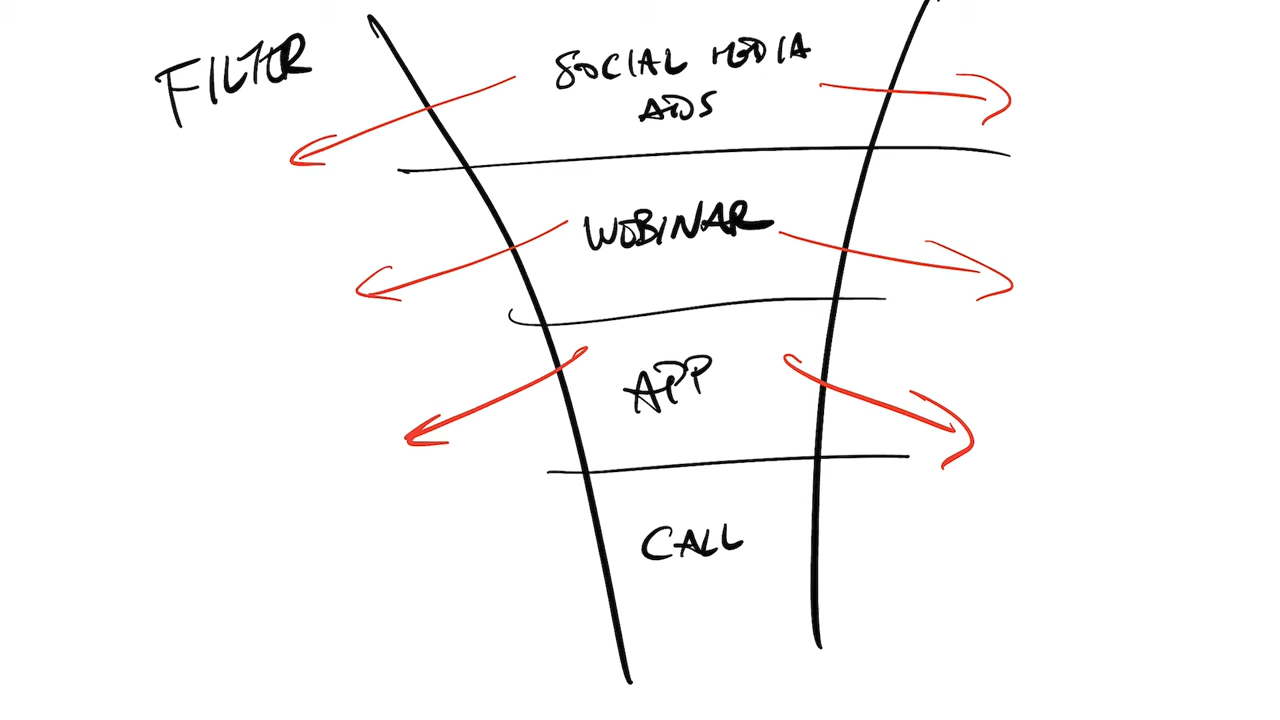 FILTER
SOCIAL MEDIA
ADS
WEBINAR
APP
CALL